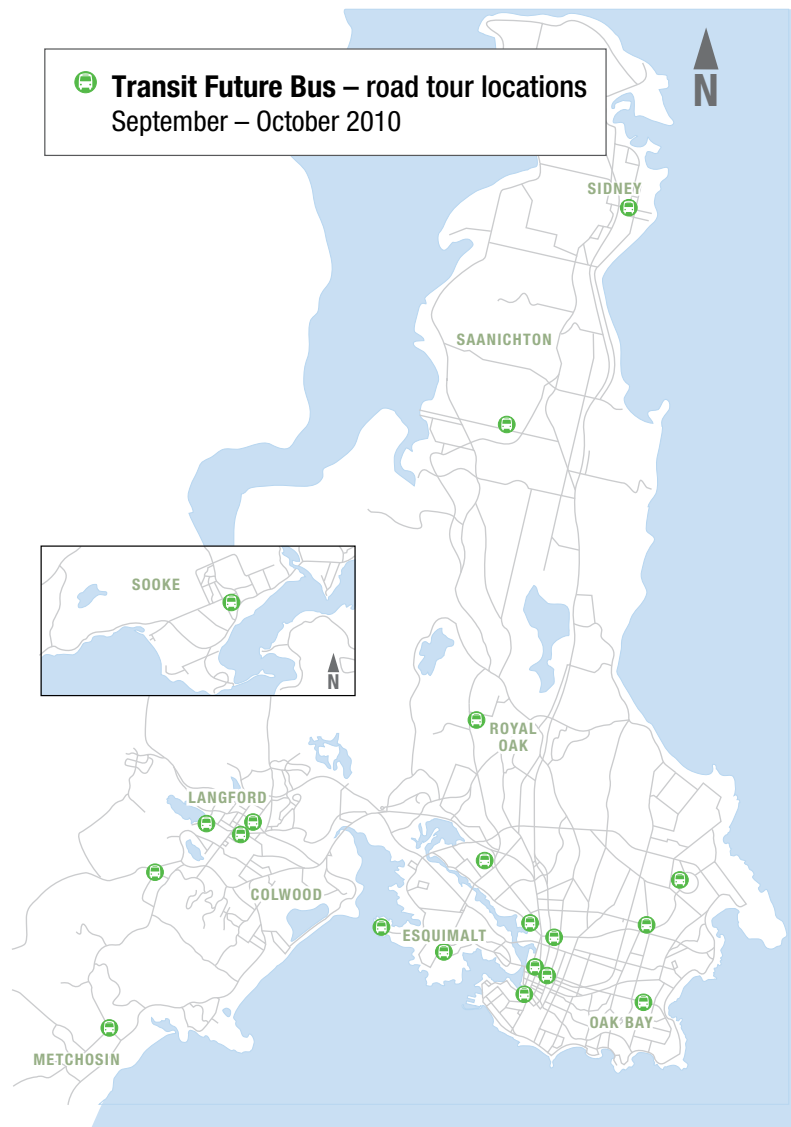 Transit Future Bus – road tour locations
September – October 2010
N
SIDNEY
SAANICHTON
SOOKE
N
ROYAL
OAK
LANGFORD
COLWOOD
ESQUIMALT
OAK BAY
METCHOSIN